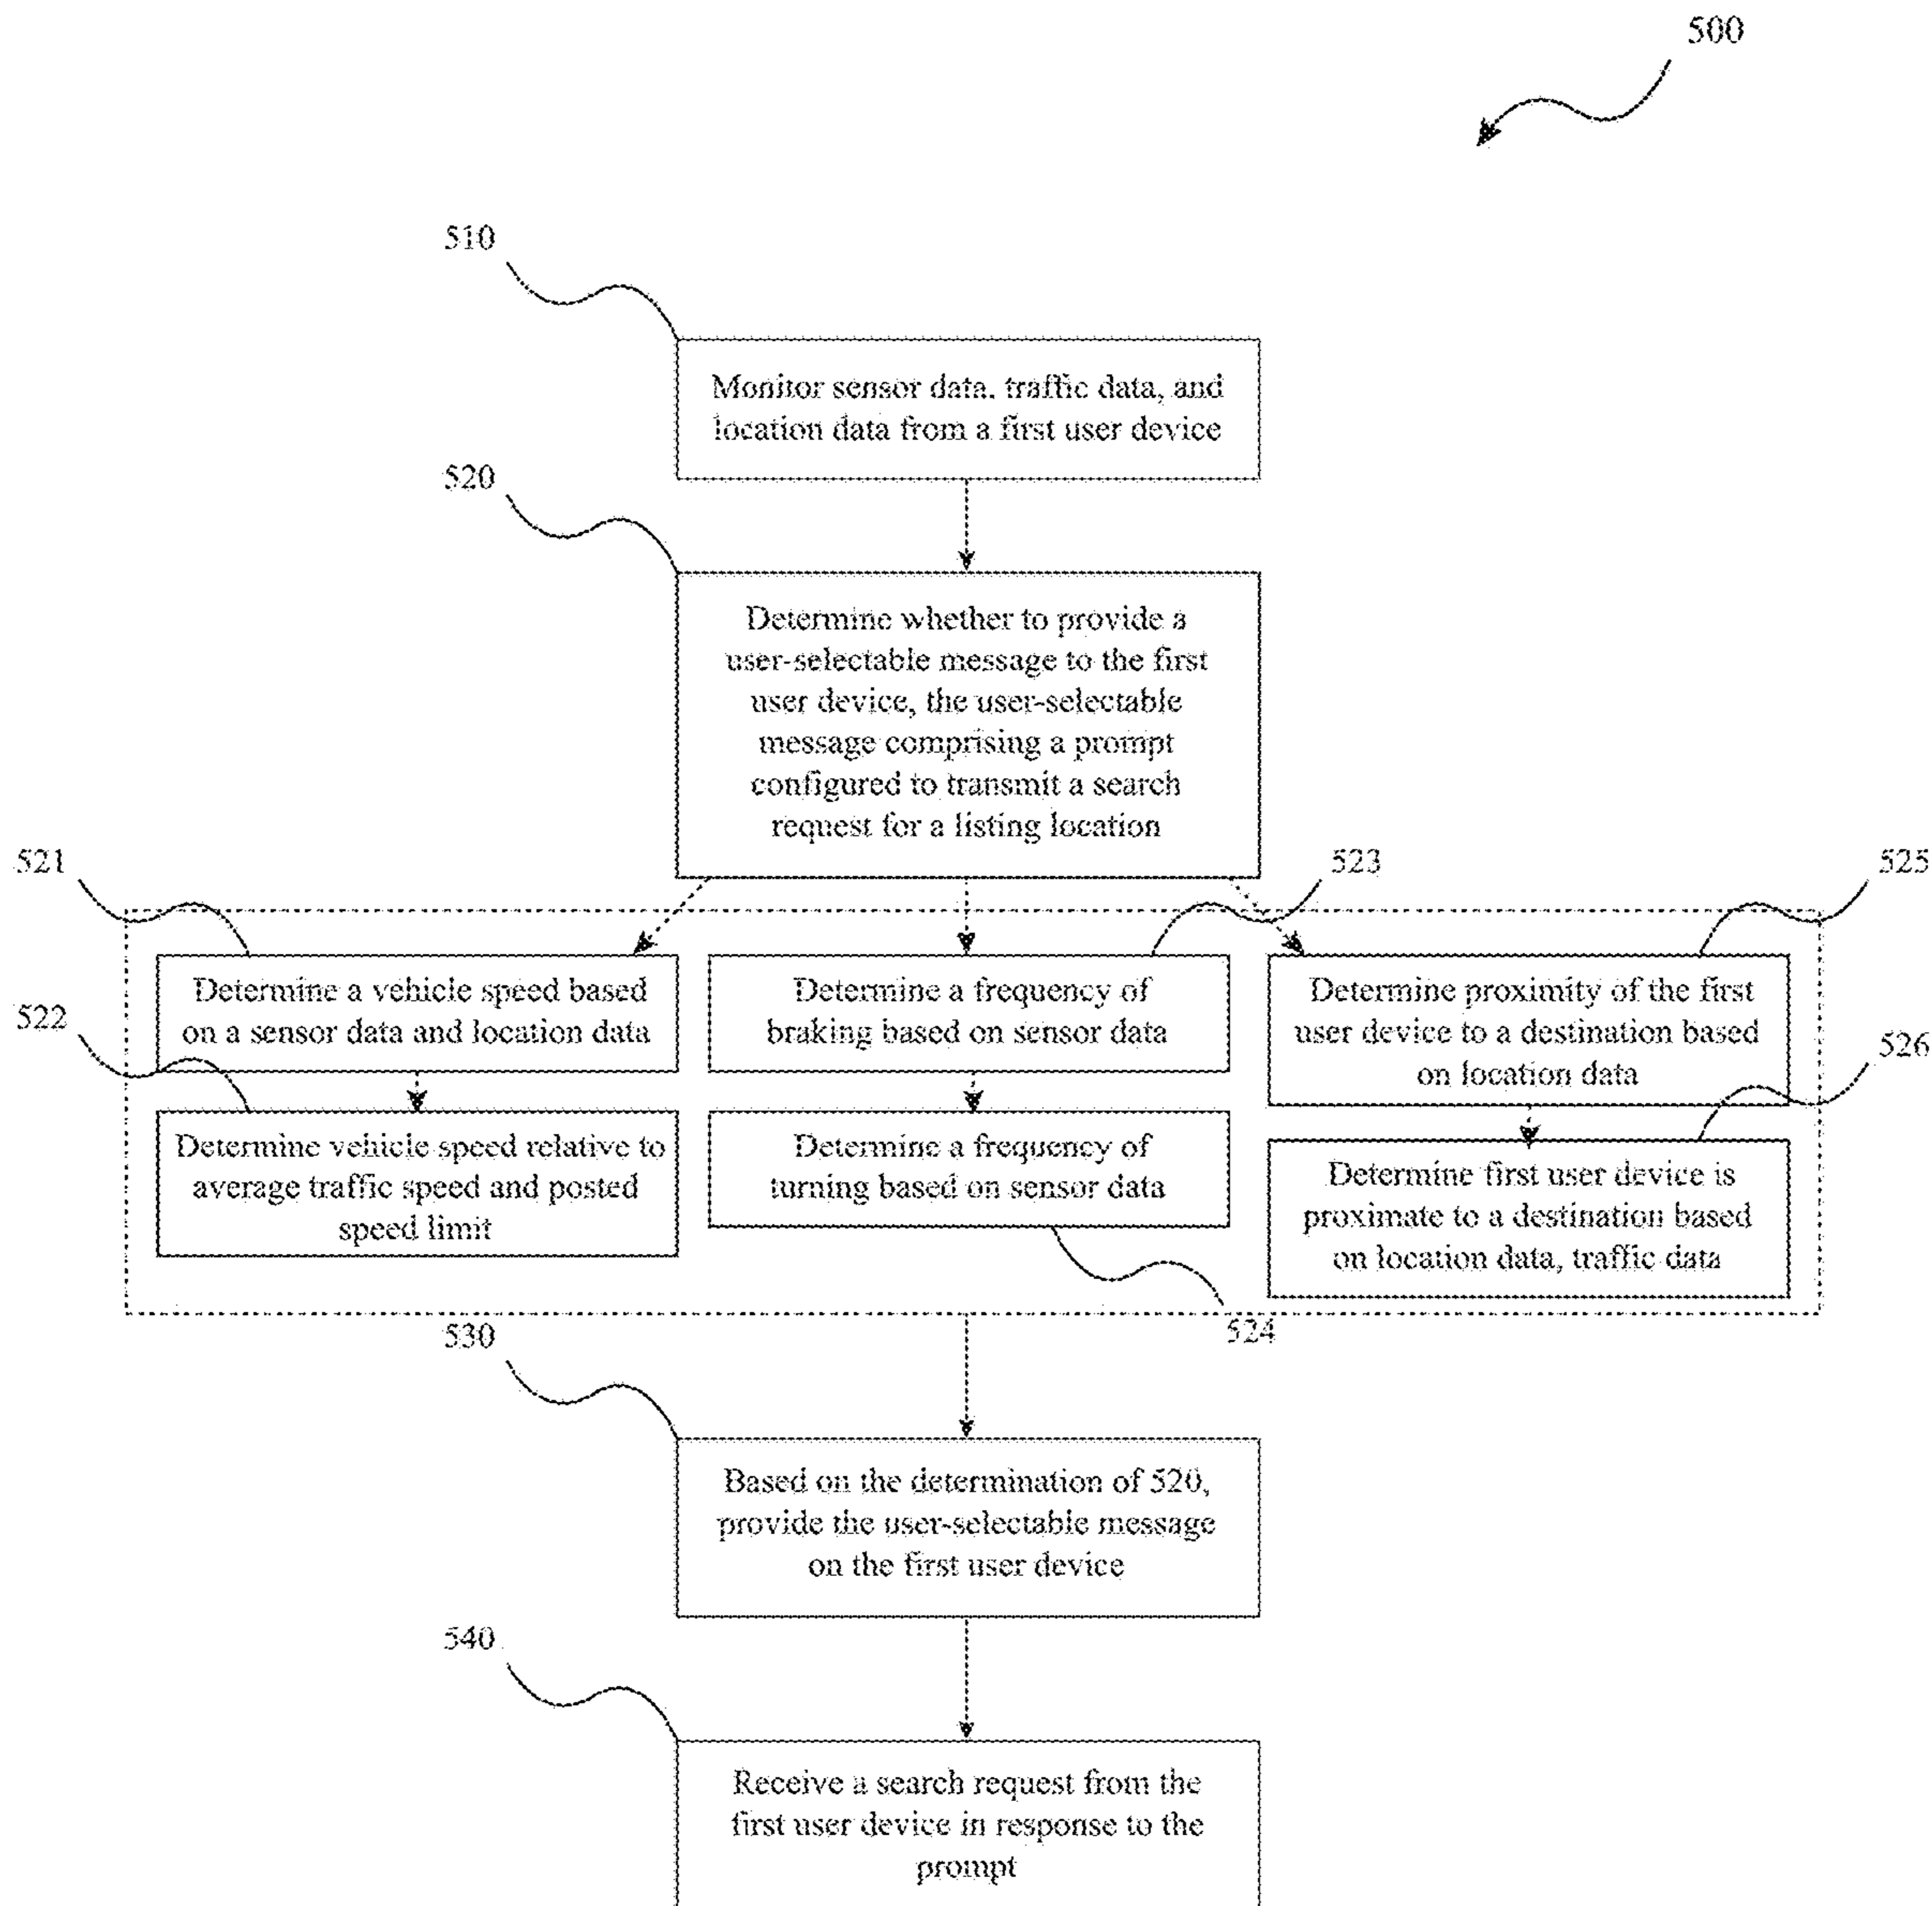 500
510
Monitor sensor data, traffic data, and
location data from a first user device
520
Determine whether to provide a
user-selectable message to the first
user device, the user-selectable
message comprising a prompt
configured to transmit a search
request for a listing location
521
523
525
Determine a vehicle speed based
on a sensor data and location data
Determine a frequency of
braking based on sensor data
Determine proximity of the first
user device to a destination based
on location data
522
526
Determine vehicle speed relative to
average traffic speed and posted
speed limit
Determine a frequency of
turning based on sensor data
Determine first user device is
proximate to a destination based
on location data, traffic data
524
530
Based on the determination of 520,
provide the user-selectable message
on the first user device
540
Receive a search request from the
first user device in response to the
prompt